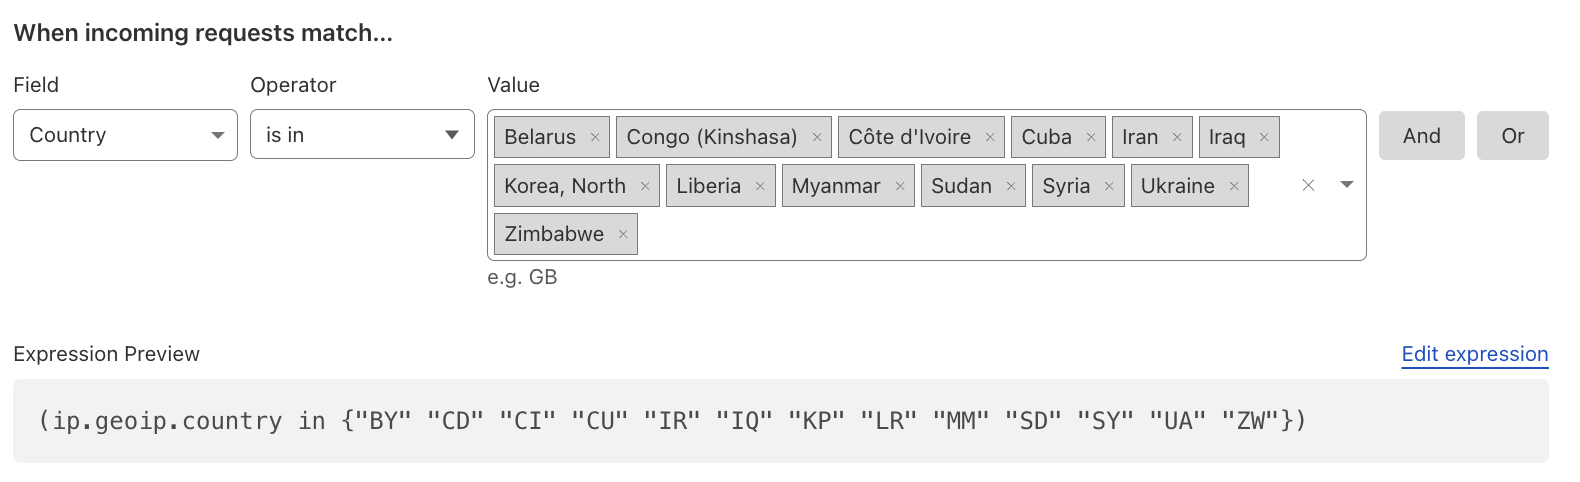 When incoming requests match...
Field
Operator
Value
Country
is in
Belarus × Congo (Kinshasa) × Côte d'Ivoire × Cuba × Iran × Iraq ×
Korea, North × Liberia × Myanmar × Sudan × Syria × Ukraine ×
Zimbabwe ×
And
Or
e.g. GB
Expression Preview
Edit expression
(ip.geoip.country in {"BY" "CD" "CI" "CU" "IR" "IQ" "KP" "LR" "MM" "SD" "SY" "UA" "ZW"})